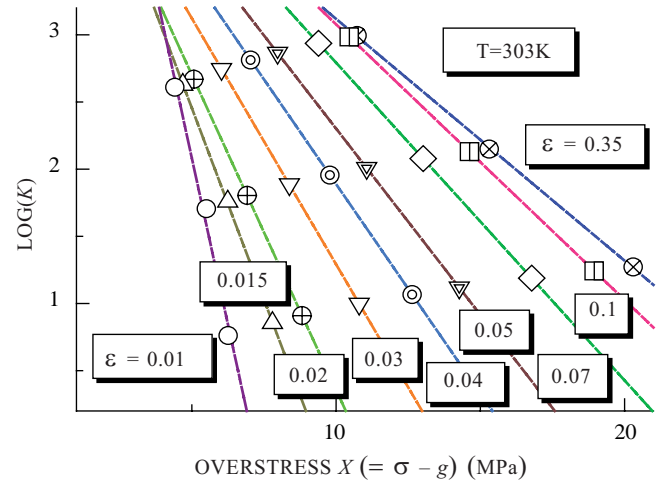 3
T=303K
ε = 0.35
2
LOG(K)
0.015
1
0.1
0.05
ε = 0.01
0.02
0.03
0.04
0.07
10
20
OVERSTRESS X (= σ – g) (MPa)